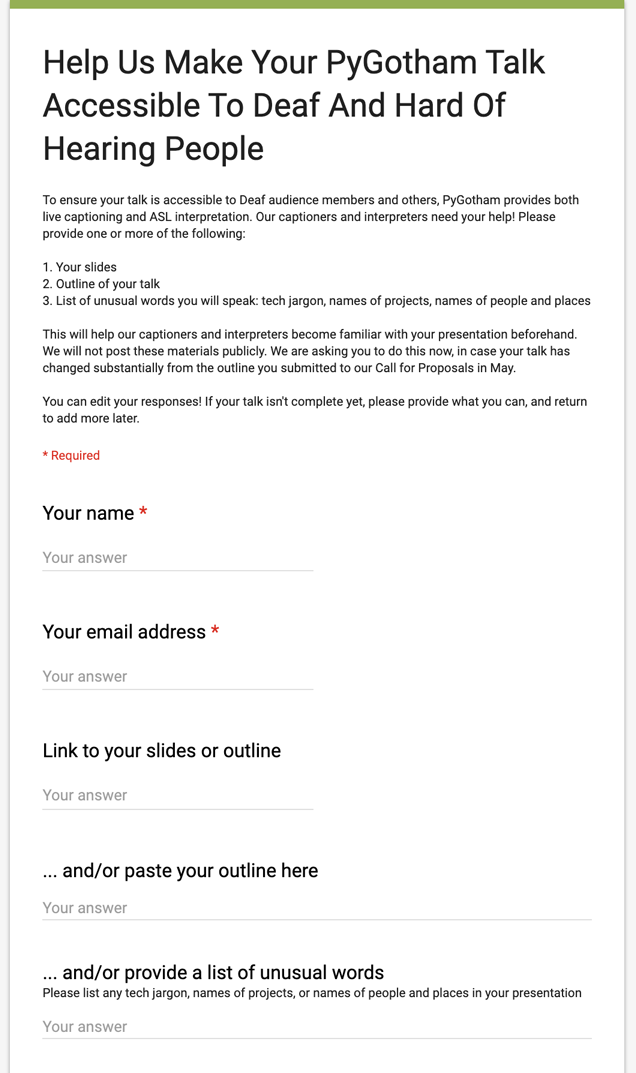 Help Us Make Your PyGotham Talk
Accessible To Deaf And Hard Of
Hearing People
To ensure your talk is accessible to Deaf audience members and others, PyGotham provides both
live captioning and ASL interpretation. Our captioners and interpreters need your help! Please
provide one or more of the following:
1. Your slides
2. Outline of your talk
3. List of unusual words you will speak: tech jargon, names of projects, names of people and places
This will help our captioners and interpreters become familiar with your presentation beforehand.
We will not post these materials publicly. We are asking you to do this now, in case your talk has
changed substantially from the outline you submitted to our Call for Proposals in May.
You can edit your responses! If your talk isn't complete yet, please provide what you can, and return
to add more later.
* Required
Your name *
Your answer
Your email address *
Your answer
Link to your slides or outline
Your answer
... and/or paste your outline here
Your answer
... and/or provide a list of unusual words
Please list any tech jargon, names of projects, or names of people and places in your presentation
Your answer